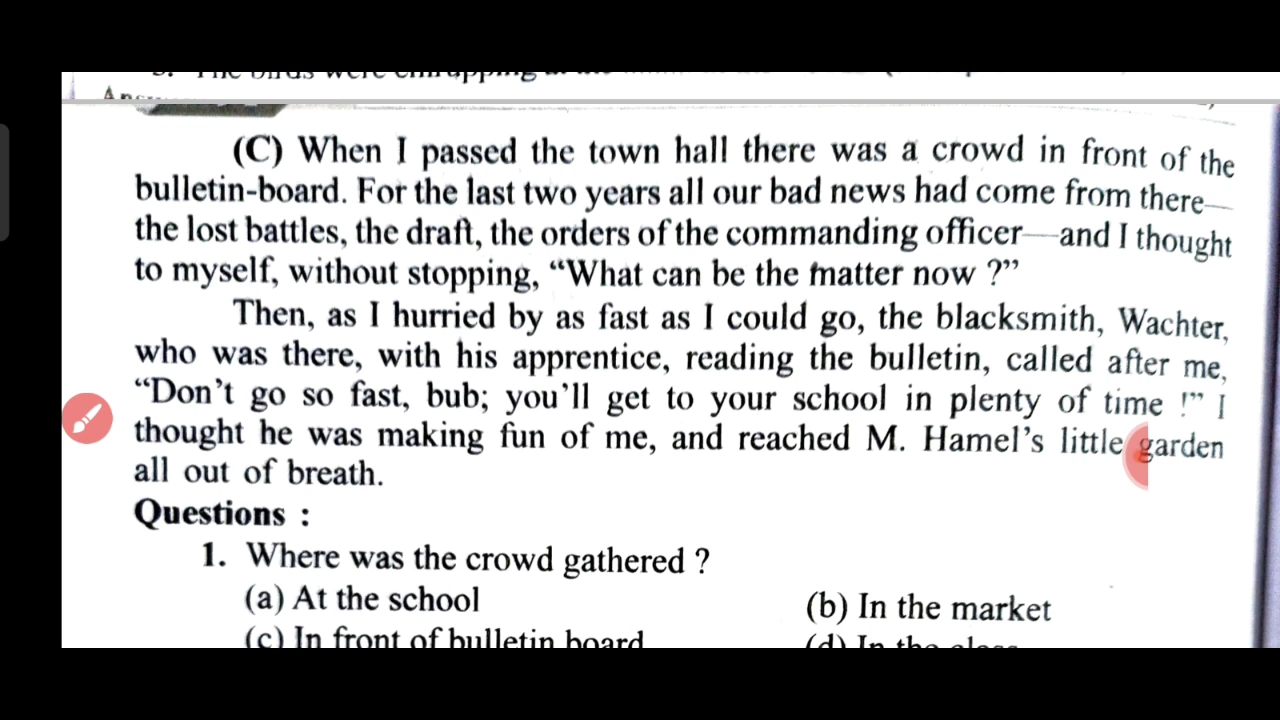 (C) When I passed the town hall there was a crowd in front of the
bulletin-board. For the last two years all our bad news had come from there—
the lost battles, the draft, the orders of the commanding officer—and I thought
to myself, without stopping, “What can be the matter now ?”
Then, as I hurried by as fast as I could go, the blacksmith, Wachter,
who was there, with his apprentice, reading the bulletin, called after me,
“Don’t go so fast, bub; you’ll get to your school in plenty of time !” I
thought he was making fun of me, and reached M. Hamel’s little garden
all out of breath.
Questions :
1. Where was the crowd gathered ?
(a) At the school (b) In the market
(c) In front of bulletin board (d) In the class